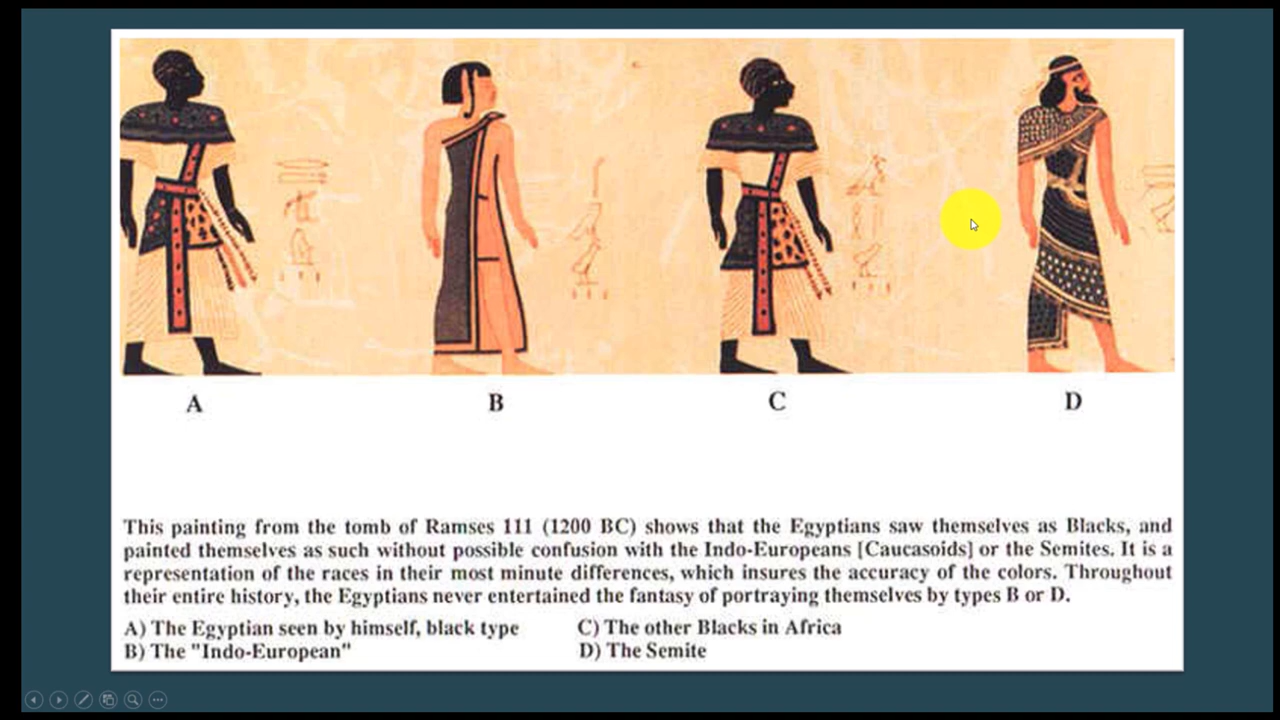 A B C D
This painting from the tomb of Ramses 111 (1200 BC) shows that the Egyptians saw themselves as Blacks, and
painted themselves as such without possible confusion with the Indo-Europeans [Caucasoids] or the Semites. It is a
representation of the races in their most minute differences, which insures the accuracy of the colors. Throughout
their entire history, the Egyptians never entertained the fantasy of portraying themselves by types B or D.
A) The Egyptian seen by himself, black type C) The other Blacks in Africa
B) The "Indo-European" D) The Semite